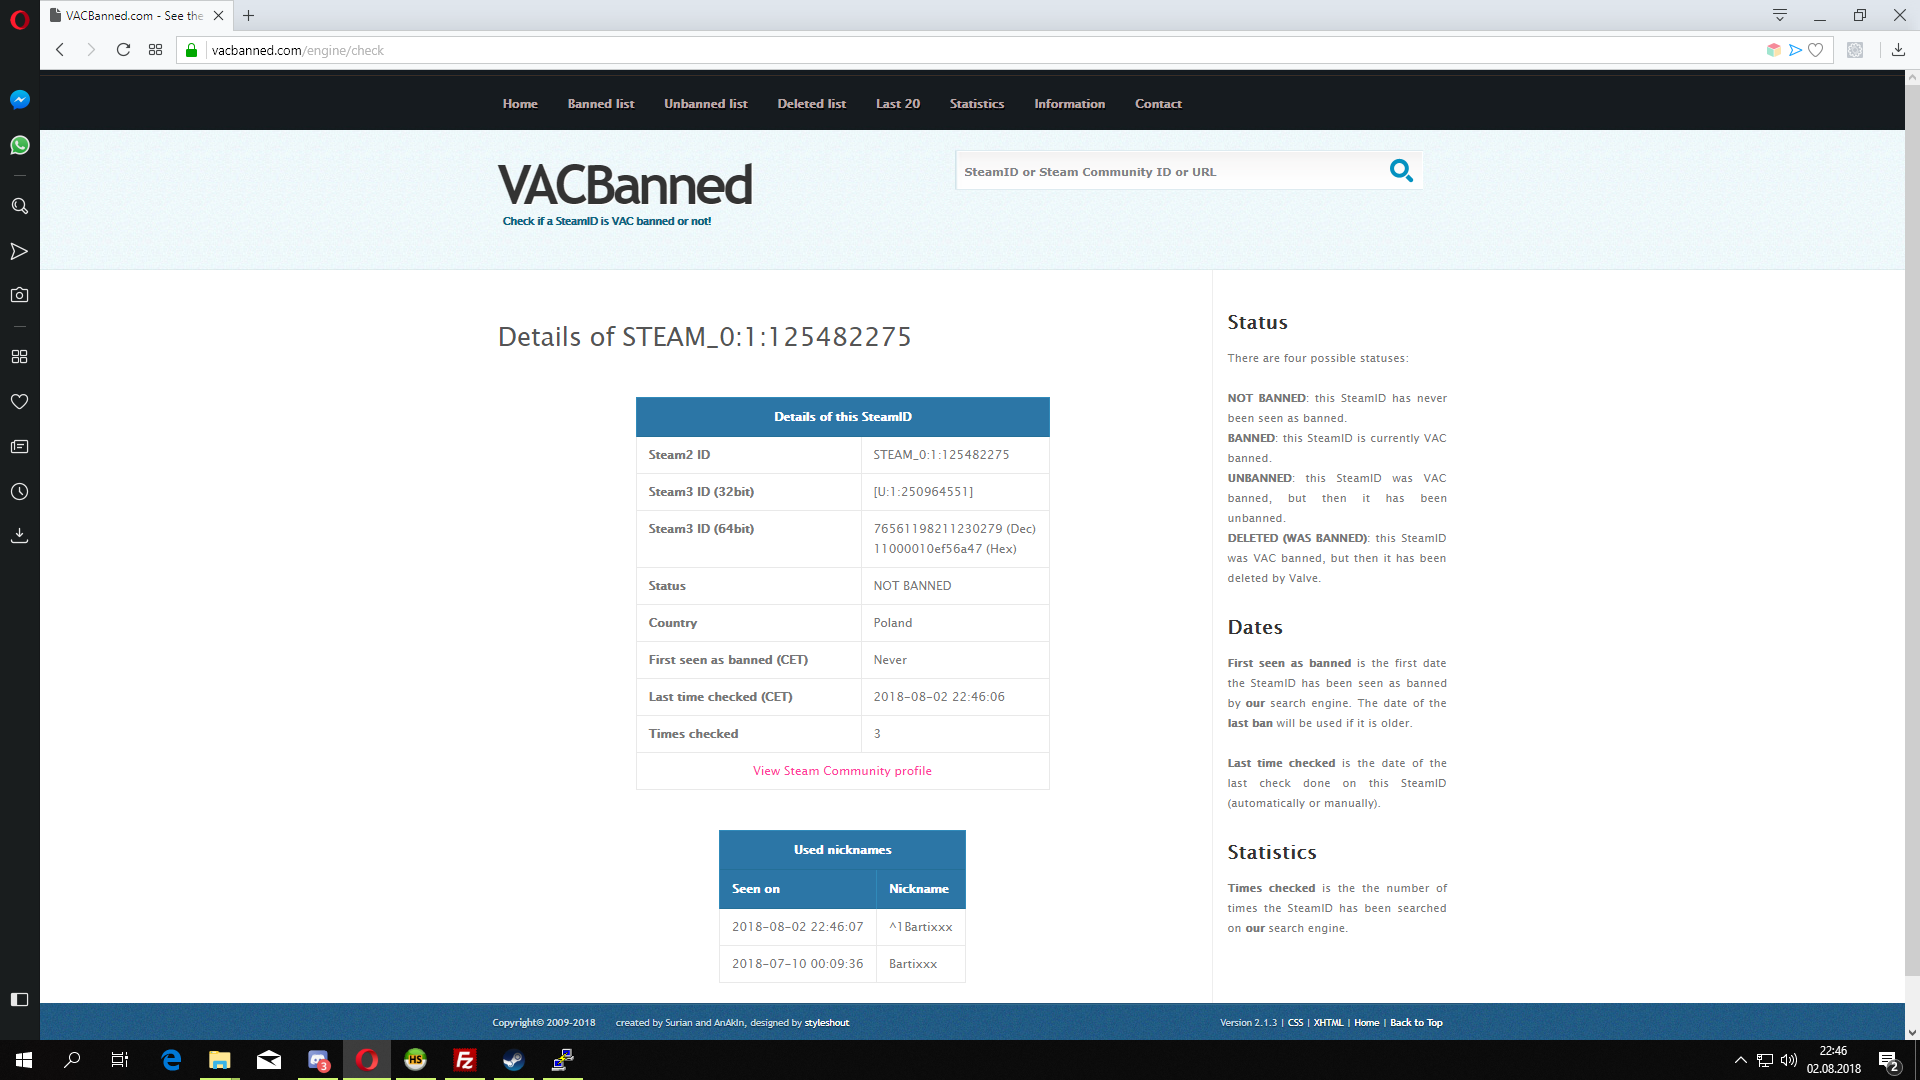 VACBanned.com - See the
vacbanned.com/engine/check
Home Banned list Unbanned list Deleted list Last 20 Statistics Information Contact
VACBanned
Check if a SteamID is VAC banned or not!
SteamID or Steam Community ID or URL
Details of STEAM_0:1:125482275
Details of this SteamID
Steam2 ID STEAM_0:1:125482275
Steam3 ID (32bit) [U:1:250964551]
Steam3 ID (64bit) 76561198211230279 (Dec)
11000010ef56a47 (Hex)
Status NOT BANNED
Country Poland
First seen as banned (CET) Never
Last time checked (CET) 2018-08-02 22:46:06
Times checked 3
View Steam Community profile
Used nicknames
Seen on Nickname
2018-08-02 22:46:07 ^1Bartixxx
2018-07-10 00:09:36 Bartixxx
Status
There are four possible statuses:
NOT BANNED: this SteamID has never
been seen as banned.
BANNED: this SteamID is currently VAC
banned.
UNBANNED: this SteamID was VAC
banned, but then it has been
unbanned.
DELETED (WAS BANNED): this SteamID
was VAC banned, but then it has been
deleted by Valve.
Dates
First seen as banned is the first date
the SteamID has been seen as banned
by our search engine. The date of the
last ban will be used if it is older.
Last time checked is the date of the
last check done on this SteamID
(automatically or manually).
Statistics
Times checked is the the number of
times the SteamID has been searched
on our search engine.
Copyright© 2009-2018 created by Surian and AnAkIn, designed by styleshout
Version 2.1.3 | CSS | XHTML | Home | Back to Top
3
HS
Fz
22:46
02.08.2018
2